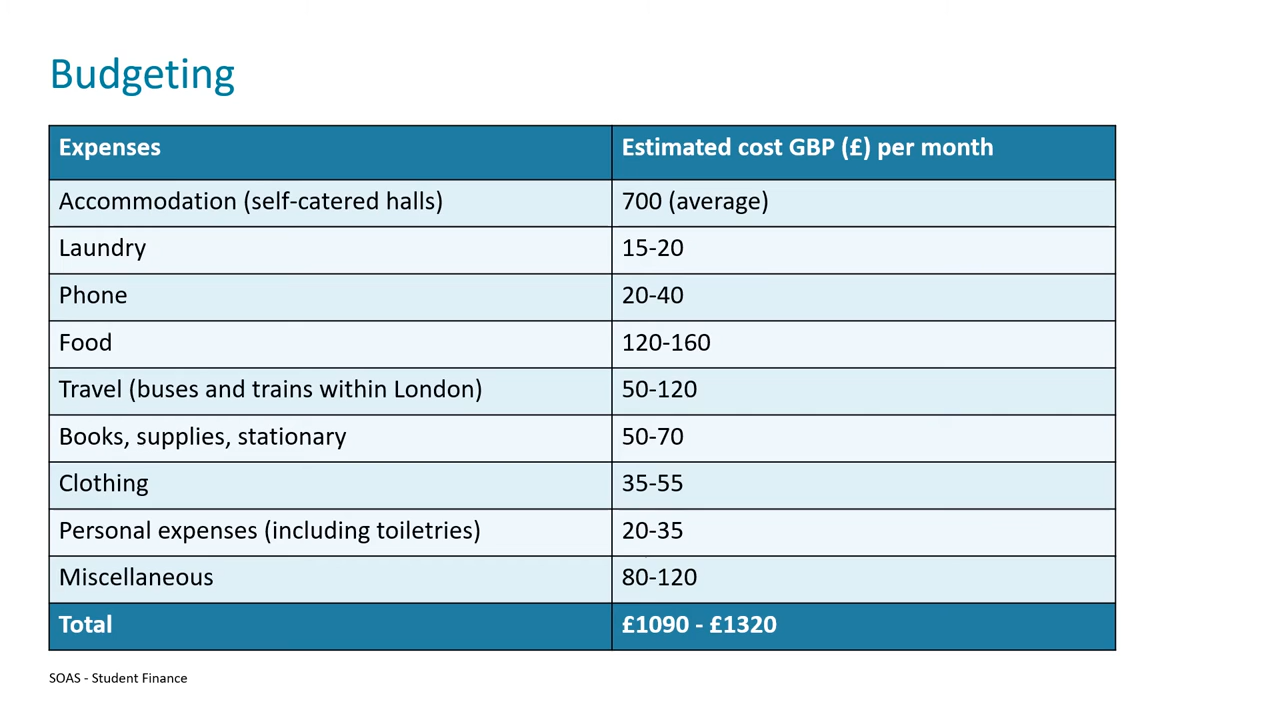 Budgeting
Expenses Estimated cost GBP (£) per month
Accommodation (self-catered halls) 700 (average)
Laundry 15-20
Phone 20-40
Food 120-160
Travel (buses and trains within London) 50-120
Books, supplies, stationary 50-70
Clothing 35-55
Personal expenses (including toiletries) 20-35
Miscellaneous 80-120
Total £1090 - £1320
SOAS - Student Finance